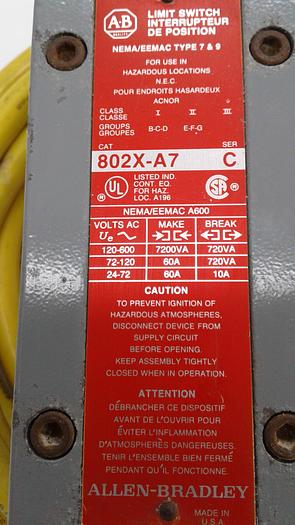 A·B
QUALITY
LIMIT SWITCH
INTERRUPTEUR
DE POSITION
NEMA/EEMAC TYPE 7 & 9
FOR USE IN
HAZARDOUS LOCATIONS
N.E.C.
POUR ENDROITS HASARDEUX
ACNOR
CLASS I II III
CLASSE
GROUPS B-C-D E-F-G
GROUPES
CAT SER
802X-A7 C
UL LISTED IND.
CONT. EQ.
FOR HAZ.
LOC. A196
SA
NEMA/EEMAC A600
VOLTS AC MAKE BREAK
Ue
120-600 7200VA 720VA
72-120 60A 720VA
24-72 60A 10A
CAUTION
TO PREVENT IGNITION OF
HAZARDOUS ATMOSPHERES,
DISCONNECT DEVICE FROM
SUPPLY CIRCUIT
BEFORE OPENING.
KEEP ASSEMBLY TIGHTLY
CLOSED WHEN IN OPERATION.
ATTENTION
DÉBRANCHER CE DISPOSITIF
AVANT DE L'OUVRIR POUR
ÉVITER L'INFLAMMATION
D'ATMOSPHÈRES DANGEREUSES.
TENIR L'ENSEMBLE BIEN FERMÉ
PENDANT QU'IL FONCTIONNE.
ALLEN-BRADLEY
MADE IN
U.S.A.